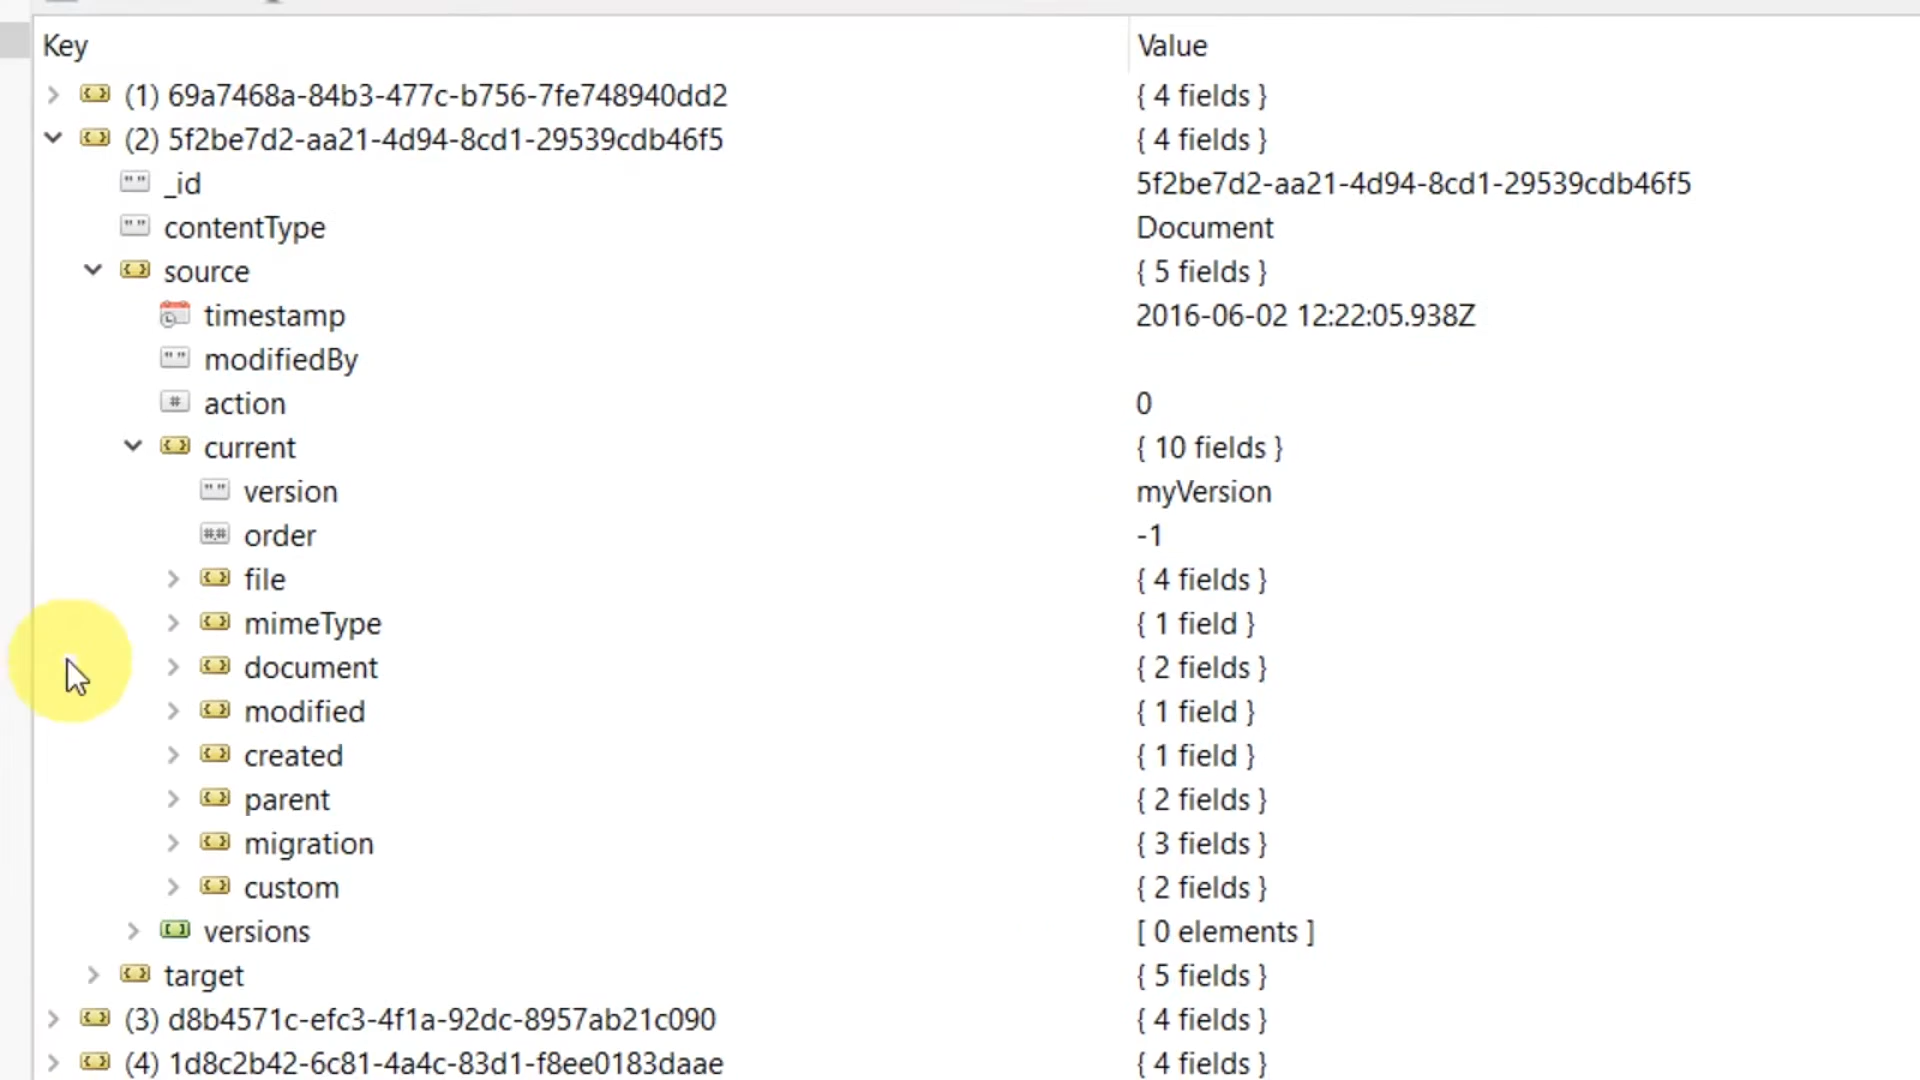 Key Value
(1) 69a7468a-84b3-477c-b756-7fe748940dd2 { 4 fields }
(2) 5f2be7d2-aa21-4d94-8cd1-29539cdb46f5 { 4 fields }
_id 5f2be7d2-aa21-4d94-8cd1-29539cdb46f5
contentType Document
source { 5 fields }
timestamp 2016-06-02 12:22:05.938Z
modifiedBy
action 0
current { 10 fields }
version myVersion
order -1
file { 4 fields }
mimeType { 1 field }
document { 2 fields }
modified { 1 field }
created { 1 field }
parent { 2 fields }
migration { 3 fields }
custom { 2 fields }
versions [ 0 elements ]
target { 5 fields }
(3) d8b4571c-efc3-4f1a-92dc-8957ab21c090 { 4 fields }
(4) 1d8c2b42-6c81-4a4c-83d1-f8ee0183daae { 4 fields }